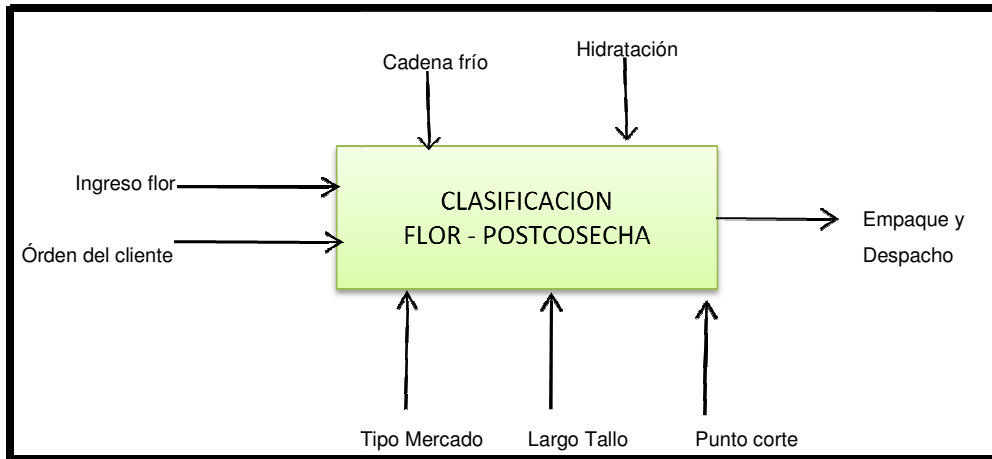 Cadena frío
Hidratación
Ingreso flor
Órden del cliente
CLASIFICACION
FLOR - POSTCOSECHA
Empaque y
Despacho
Tipo Mercado
Largo Tallo
Punto corte